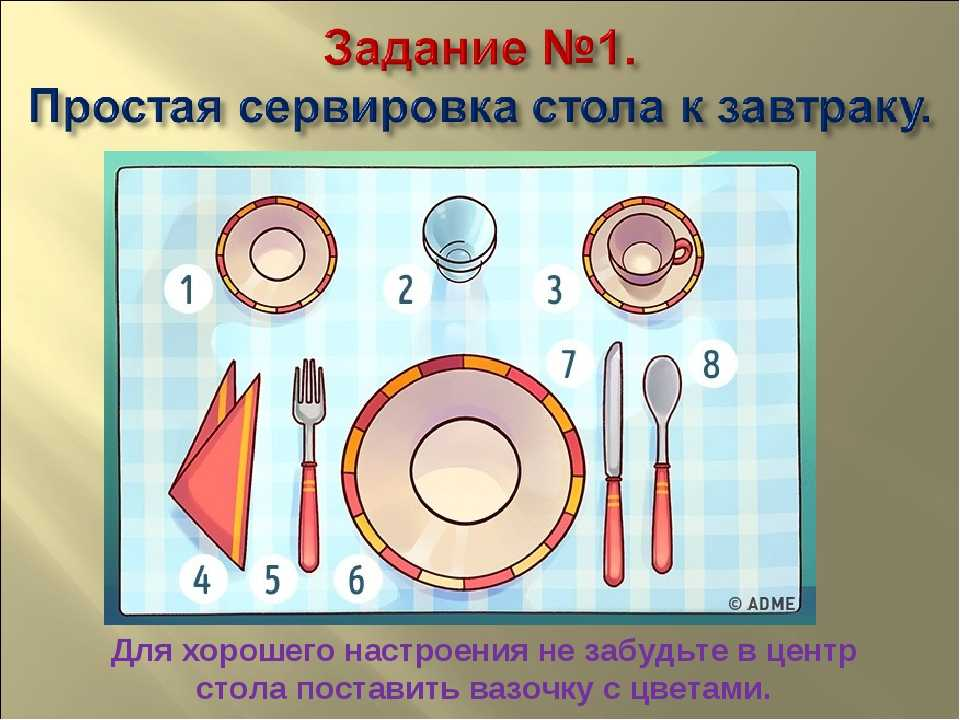 Задание №1.
Простая сервировка стола к завтраку.
1 2 3
7 8
4 5 6
© ADME
Для хорошего настроения не забудьте в центр
стола поставить вазочку с цветами.